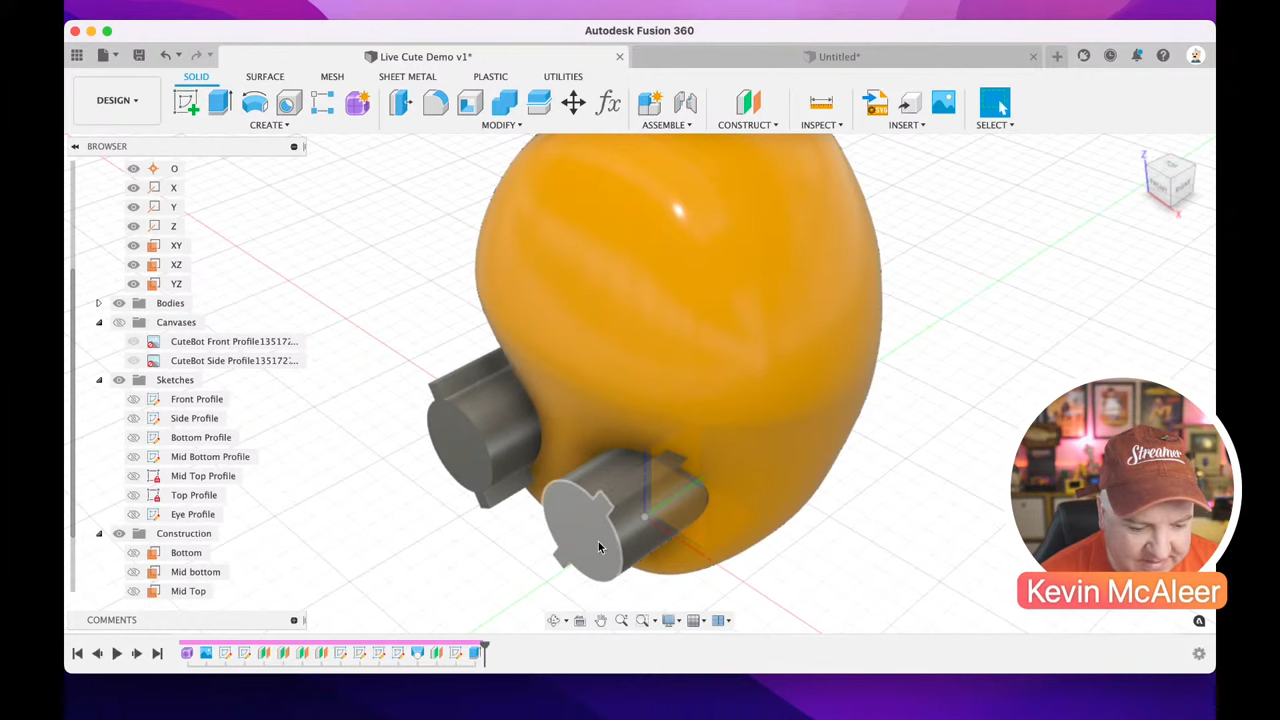 Autodesk Fusion 360
Live Cute Demo v1*
Untitled*
DESIGN
SOLID
SURFACE
MESH
SHEET METAL
PLASTIC
UTILITIES
CREATE
MODIFY
fx
ASSEMBLE
CONSTRUCT
INSPECT
INSERT
SELECT
BROWSER
O
X
Y
Z
XY
XZ
YZ
Bodies
Canvases
CuteBot Front Profile135172...
CuteBot Side Profile135172...
Sketches
Front Profile
Side Profile
Bottom Profile
Mid Bottom Profile
Mid Top Profile
Top Profile
Eye Profile
Construction
Bottom
Mid bottom
Mid Top
COMMENTS
Z
FRONT
RIGHT
X
Streamer
Kevin McAleer